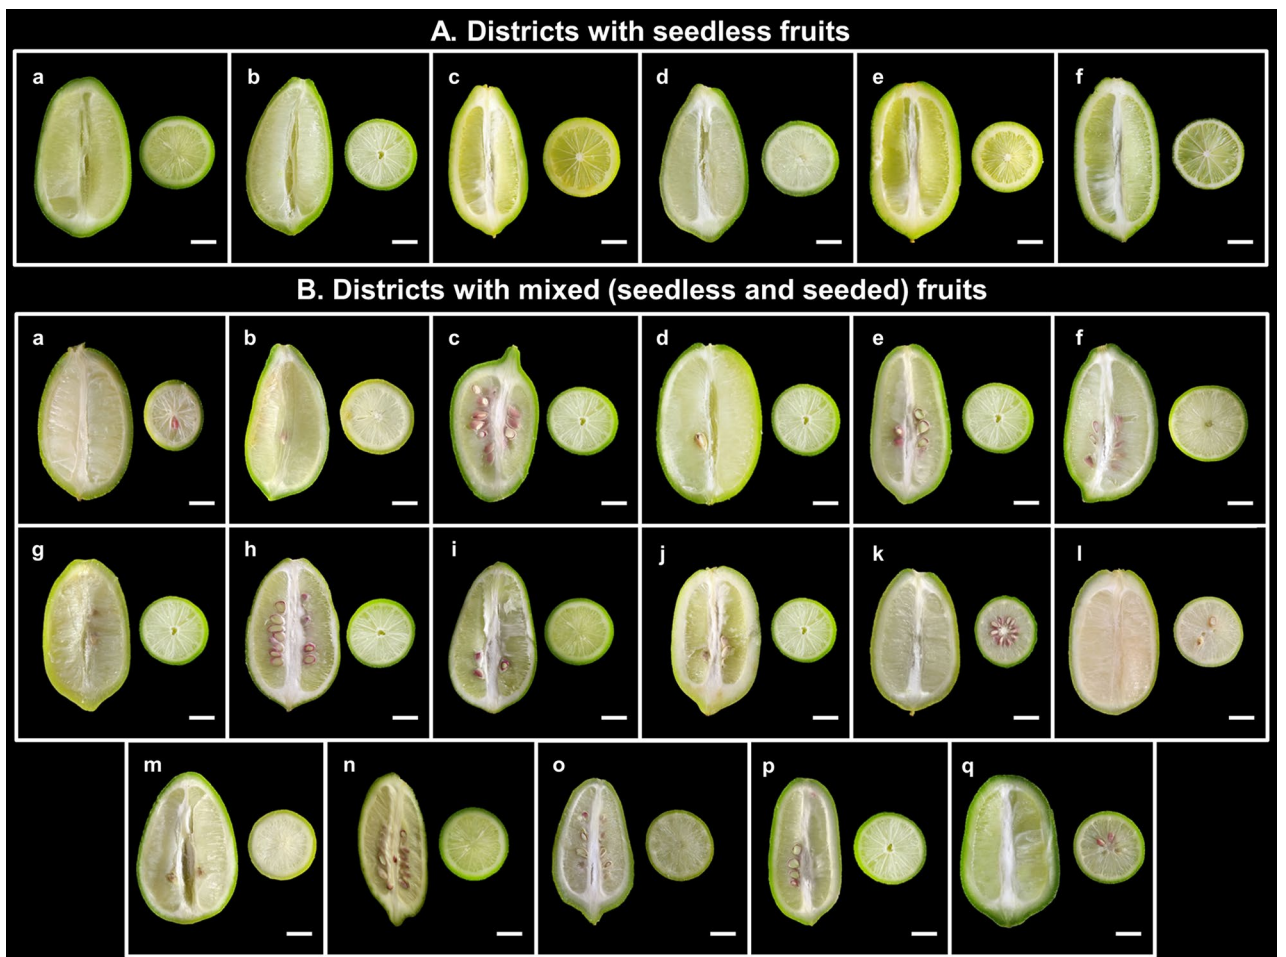 A. Districts with seedless fruits
a b c d e f
B. Districts with mixed (seedless and seeded) fruits
a b c d e f
g h i j k l
m n o p q